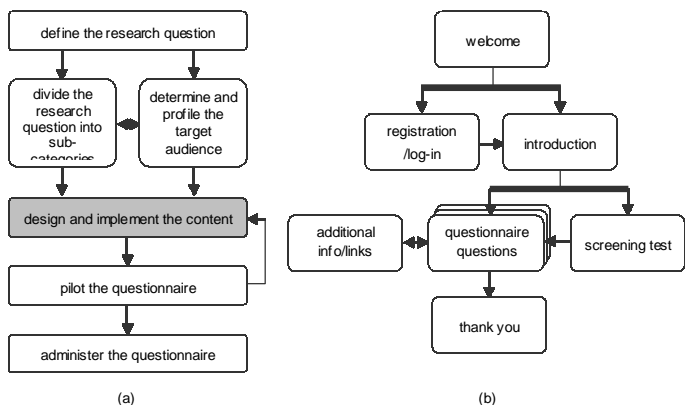 define the research question
divide the
research
question into
sub-
categories
determine and
profile the
target
audience
design and implement the content
pilot the questionnaire
administer the questionnaire
(a)
welcome
registration
/log-in
introduction
additional
info/links
questionnaire
questions
screening test
thank you
(b)